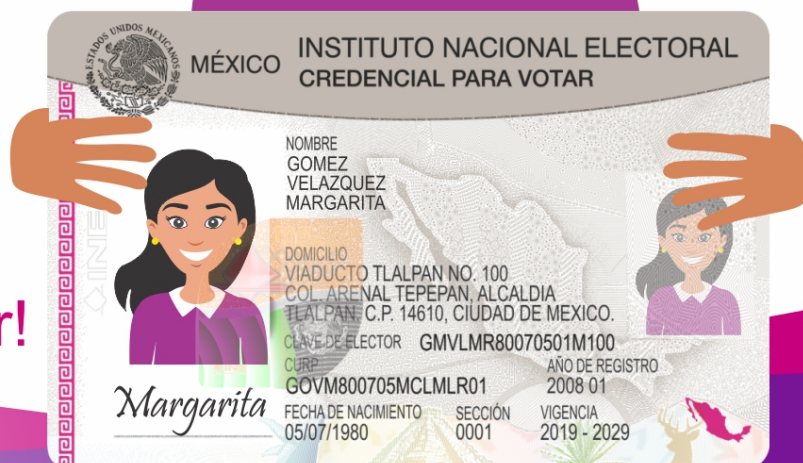 ESTADOS UNIDOS MEXICANOS
MÉXICO
INSTITUTO NACIONAL ELECTORAL
CREDENCIAL PARA VOTAR
NOMBRE
GOMEZ
VELAZQUEZ
MARGARITA
DOMICILIO
VIADUCTO TLALPAN NO. 100
COL. ARENAL TEPEPAN, ALCALDIA
TLALPAN, C.P. 14610, CIUDAD DE MEXICO.
CLAVE DE ELECTOR GMVLMR80070501M100
CURP
GOVM800705MCLMLR01
AÑO DE REGISTRO
2008 01
FECHA DE NACIMIENTO
05/07/1980
SECCIÓN
0001
VIGENCIA
2019 - 2029
Margarita
INE
r!